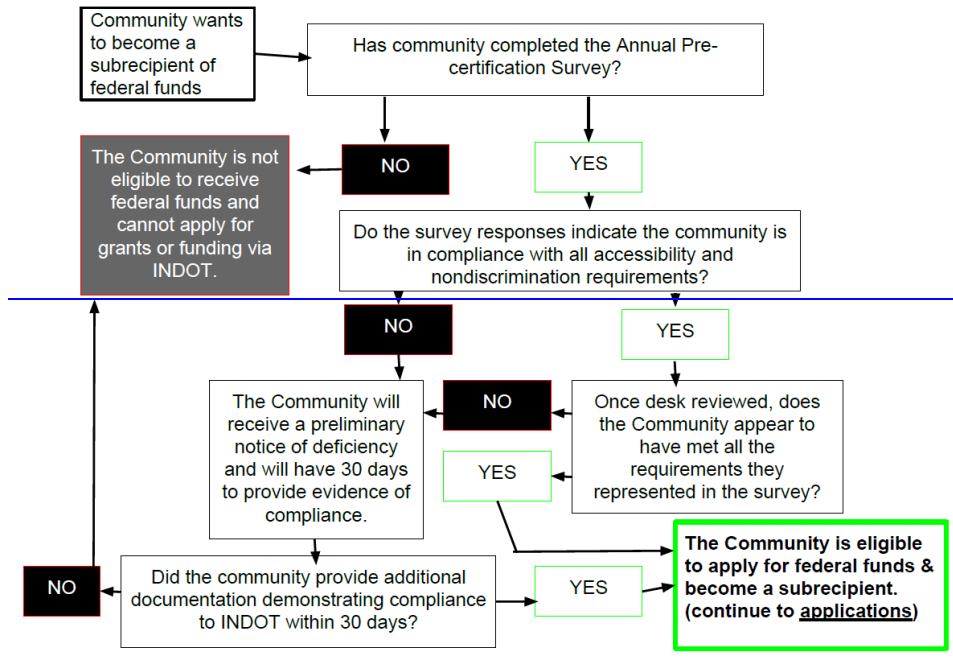 Community wants
to become a
subrecipient of
federal funds
Has community completed the Annual Pre-
certification Survey?
NO
YES
The Community is not
eligible to receive
federal funds and
cannot apply for
grants or funding via
INDOT.
Do the survey responses indicate the community is
in compliance with all accessibility and
nondiscrimination requirements?
NO
YES
The Community will
receive a preliminary
notice of deficiency
and will have 30 days
to provide evidence of
compliance.
NO
YES
Once desk reviewed, does
the Community appear to
have met all the
requirements they
represented in the survey?
NO
Did the community provide additional
documentation demonstrating compliance
to INDOT within 30 days?
YES
The Community is eligible
to apply for federal funds &
become a subrecipient.
(continue to applications)